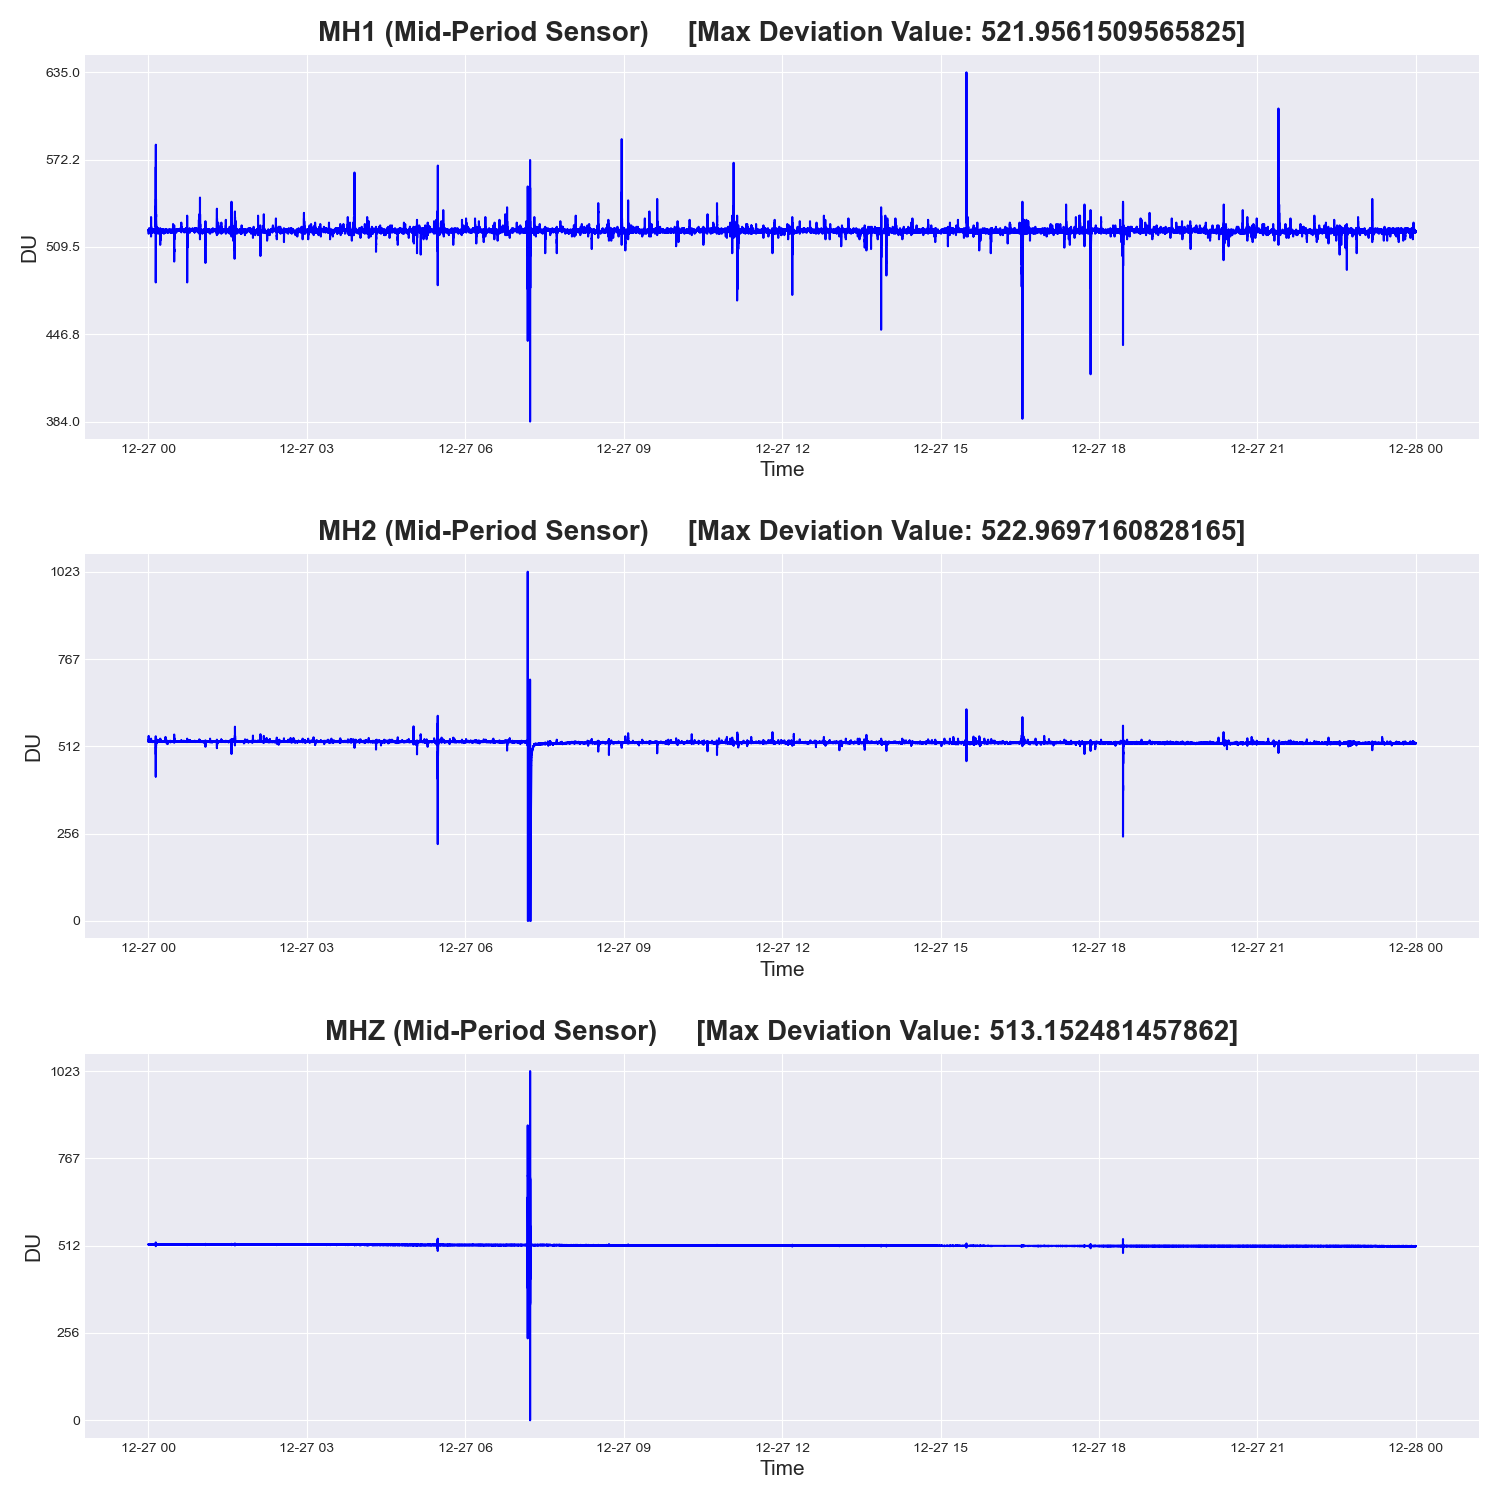 MH1 (Mid-Period Sensor) [Max Deviation Value: 521.9561509565825]
635.0
572.2
509.5
446.8
384.0
DU
12-27 00 12-27 03 12-27 06 12-27 09 12-27 12 12-27 15 12-27 18 12-27 21 12-28 00
Time
MH2 (Mid-Period Sensor) [Max Deviation Value: 522.9697160828165]
1023
767
512
256
0
DU
12-27 00 12-27 03 12-27 06 12-27 09 12-27 12 12-27 15 12-27 18 12-27 21 12-28 00
Time
MHZ (Mid-Period Sensor) [Max Deviation Value: 513.152481457862]
1023
767
512
256
0
DU
12-27 00 12-27 03 12-27 06 12-27 09 12-27 12 12-27 15 12-27 18 12-27 21 12-28 00
Time